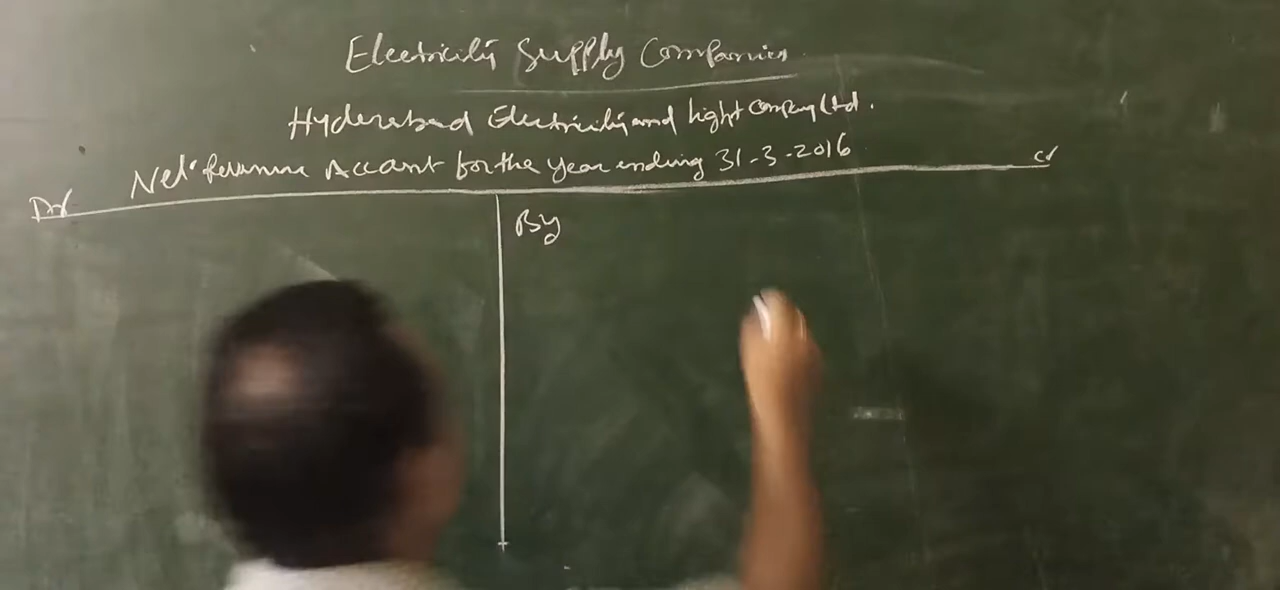 Electricity Supply Companies
Hyderabad Electricity and light company Ltd.
Net Revenue Account for the year ending 31-3-2016
Dr Cr
By